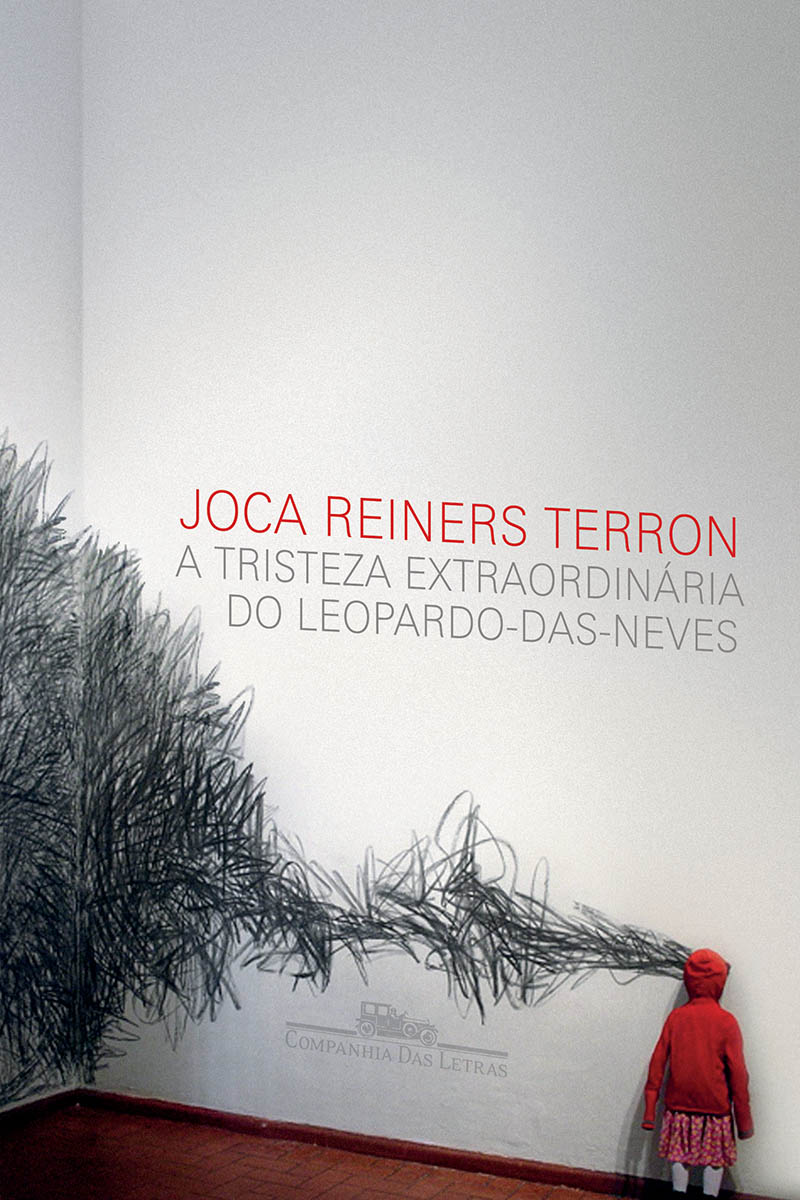 JOCA REINERS TERRON
A TRISTEZA EXTRAORDINÁRIA
DO LEOPARDO-DAS-NEVES
COMPANHIA DAS LETRAS